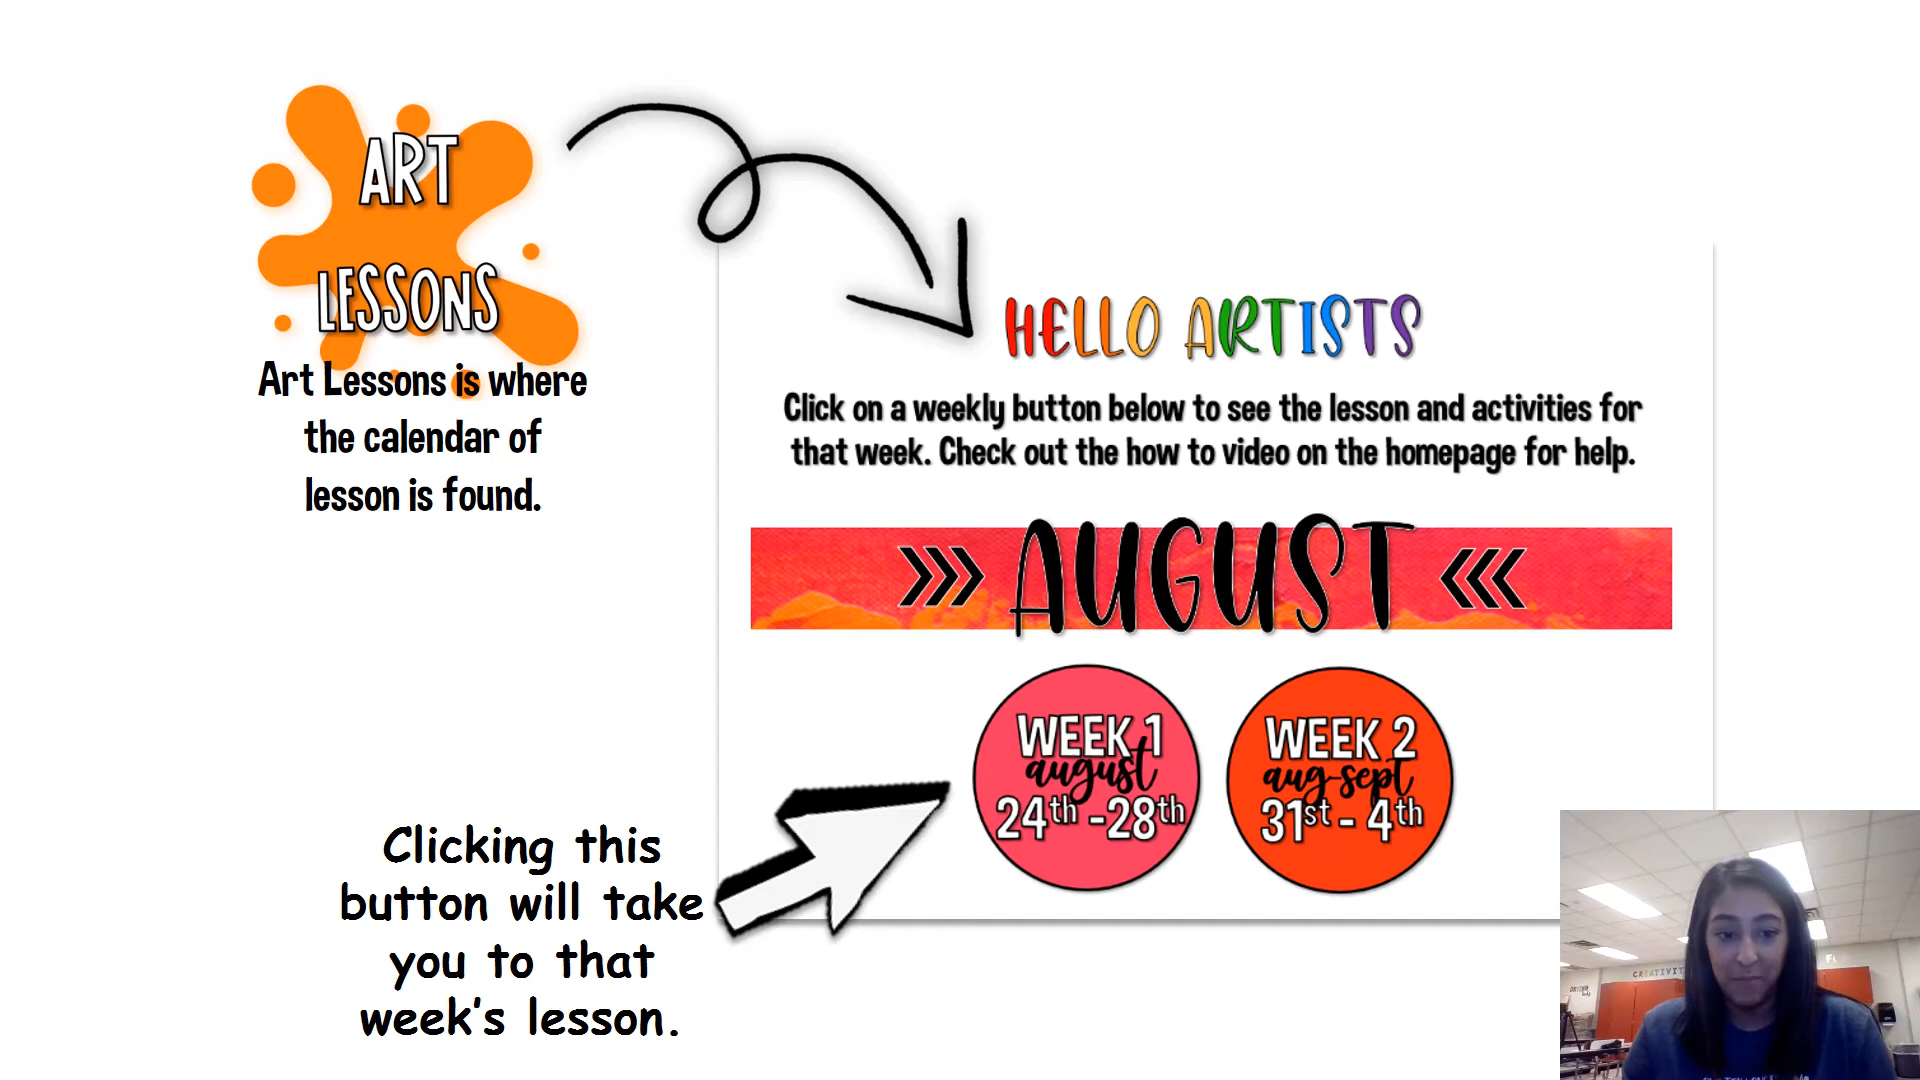 ART
LESSONS
Art Lessons is where
the calendar of
lesson is found.
HELLO ARTISTS
Click on a weekly button below to see the lesson and activities for
that week. Check out the how to video on the homepage for help.
AUGUST
WEEK 1
august
24th -28th
WEEK 2
aug-sept
31st - 4th
Clicking this
button will take
you to that
week's lesson.